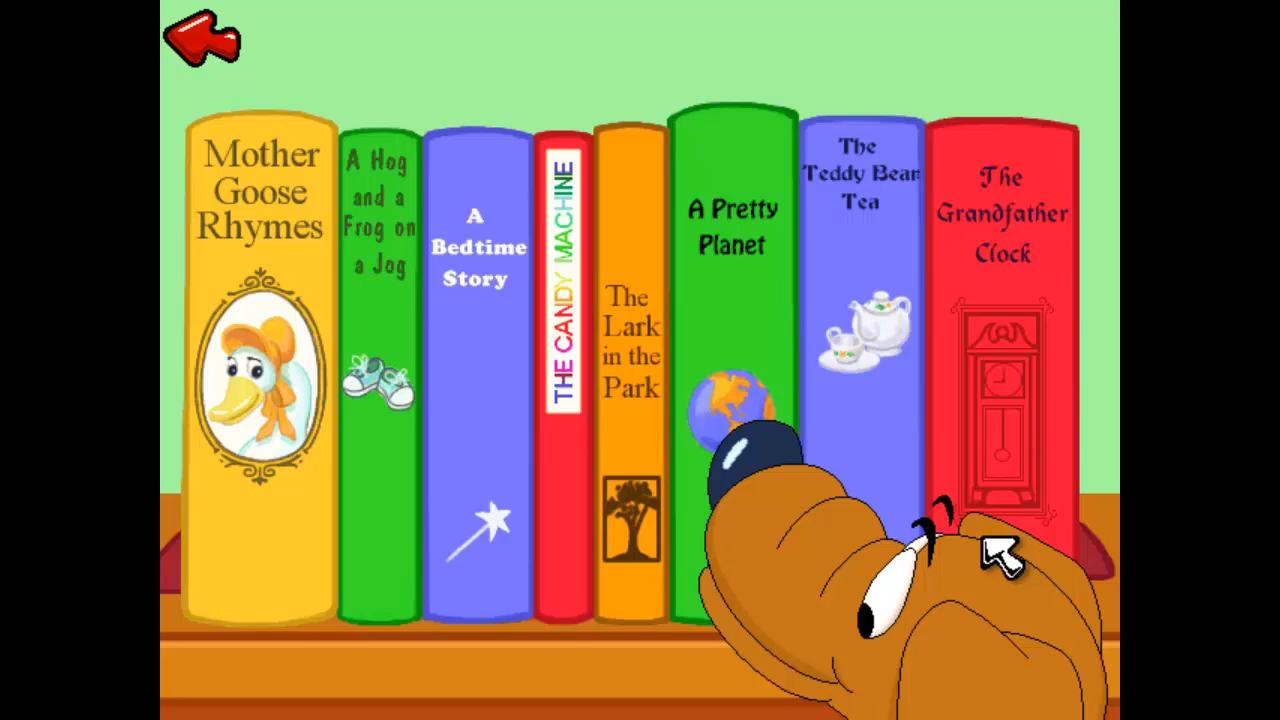 Mother
Goose
Rhymes
A Hog
and a
Frog on
a Jog
A
Bedtime
Story
THE CANDY MACHINE
The
Lark
in the
Park
A Pretty
Planet
The
Teddy Bear
Tea
The
Grandfather
Clock